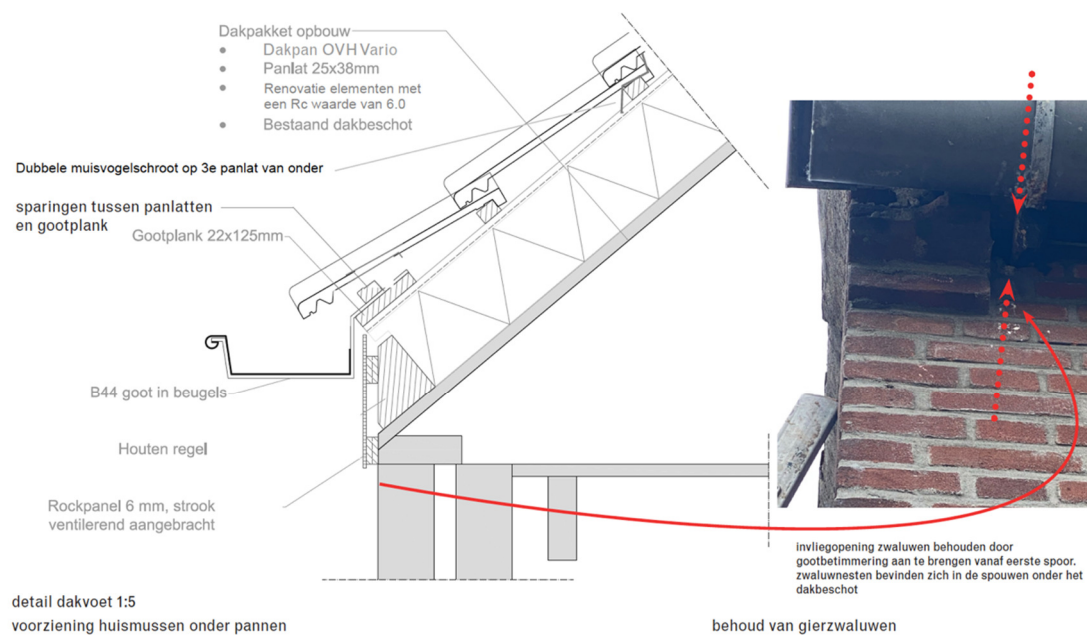 Dakpakket opbouw
• Dakpan OVH Vario
• Panlat 25x38mm
• Renovatie elementen met
een Rc waarde van 6.0
• Bestaand dakbeschot
Dubbele muisvogelschroot op 3e panlat van onder
sparingen tussen panlatten
en gootplank
Gootplank 22x125mm
B44 goot in beugels
Houten regel
Rockpanel 6 mm, strook
ventilerend aangebracht
invliegopening zwaluwen behouden door
gootbetimmering aan te brengen vanaf eerste spoor.
zwaluwnesten bevinden zich in de spouwen onder het
dakbeschot
detail dakvoet 1:5
voorziening huismussen onder pannen
behoud van gierzwaluwen